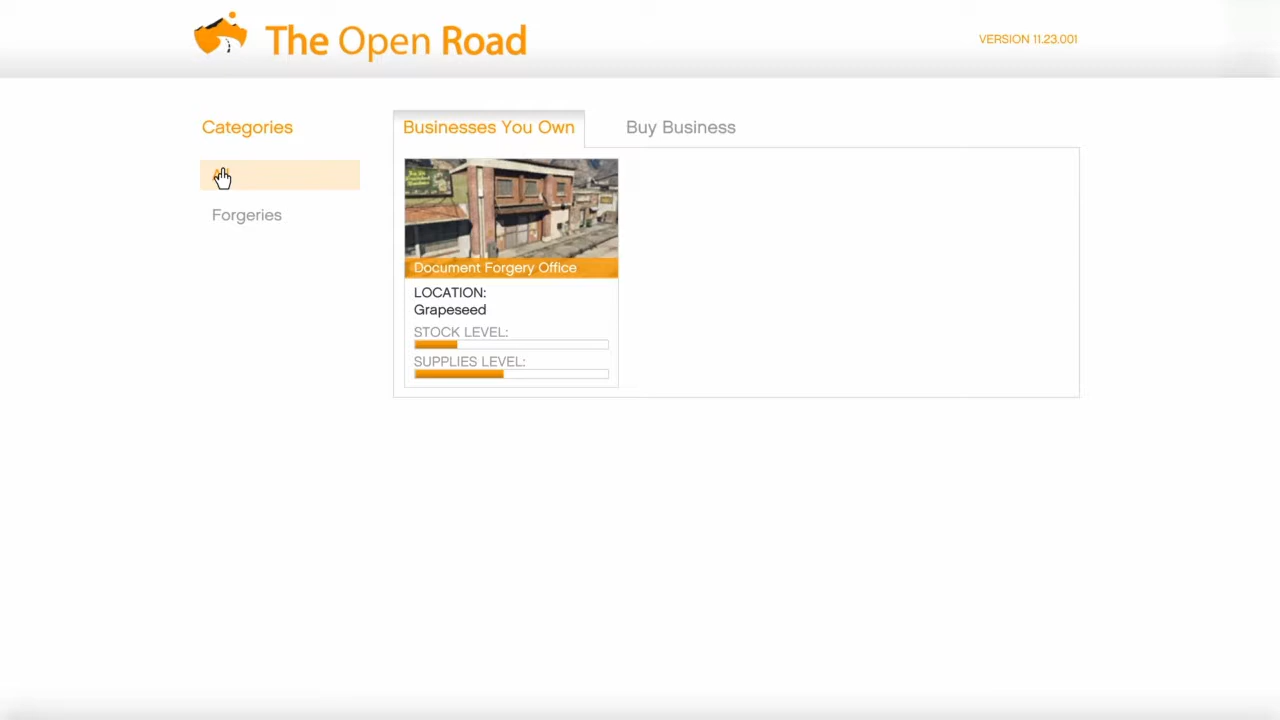 The Open Road
VERSION 11.23.001
Categories
Businesses You Own
Buy Business
Forgeries
Document Forgery Office
LOCATION:
Grapeseed
STOCK LEVEL:
SUPPLIES LEVEL: